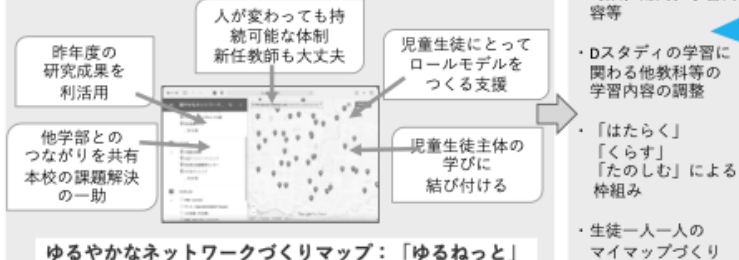 人が変わっても持
続可能な体制
新任教師も大丈夫
昨年度の
研究成果を
利活用
児童生徒にとって
ロールモデルを
つくる支援
他学部との
つながりを共有
本校の課題解決
の一助
児童生徒主体の
学びに
結び付ける
ゆるやかなネットワークづくりマップ：「ゆるねっと」
容等
・Dスタディの学習に
関わる他教科等の
学習内容の調整
・「はたらく」
「くらす」
「たのしむ」による
枠組み
・生徒一人一人の
マイマップづくり